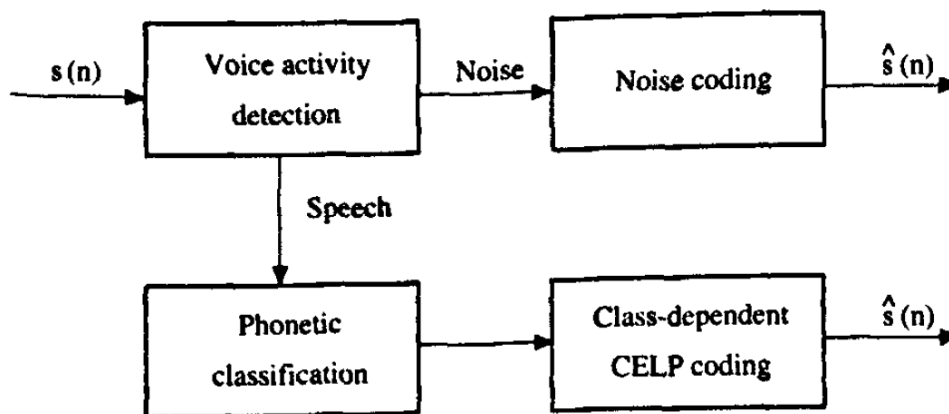 s(n)
Voice activity
detection
Noise
Noise coding
ŝ(n)
Speech
Phonetic
classification
Class-dependent
CELP coding
ŝ(n)